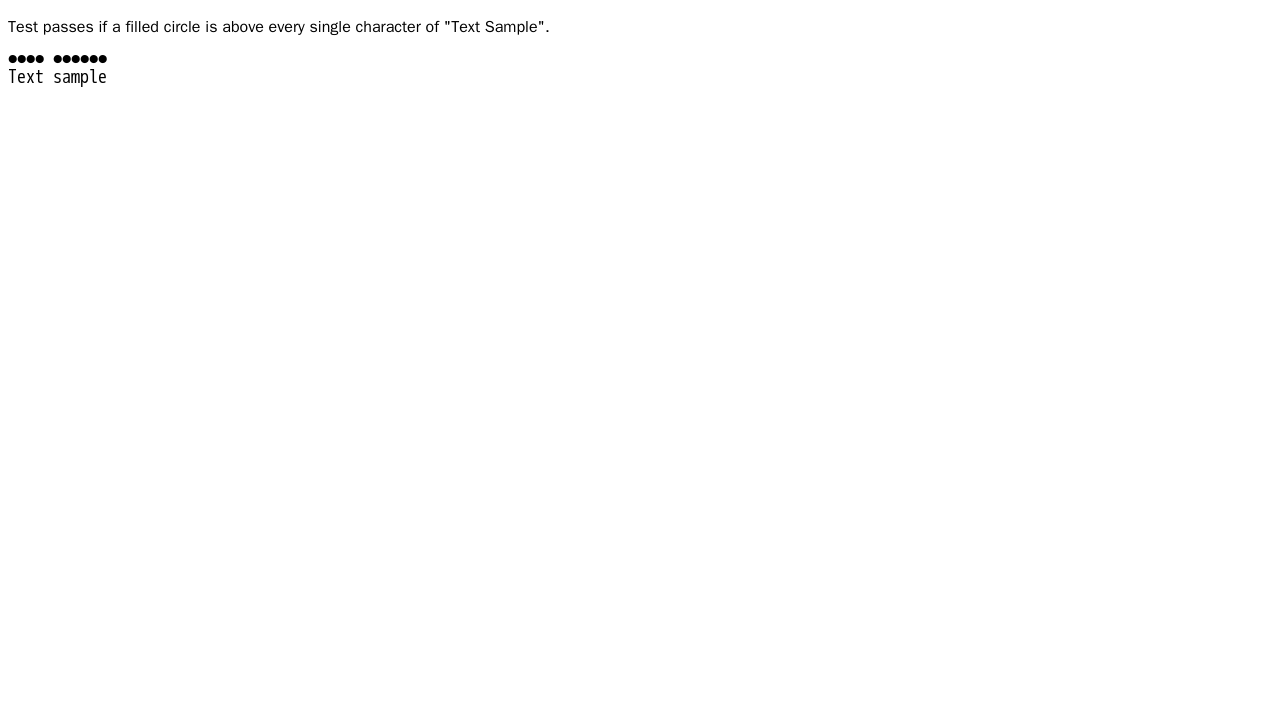 Test passes if a filled circle is above every single character of "Text Sample".
●●●● ●●●●●●
Text sample